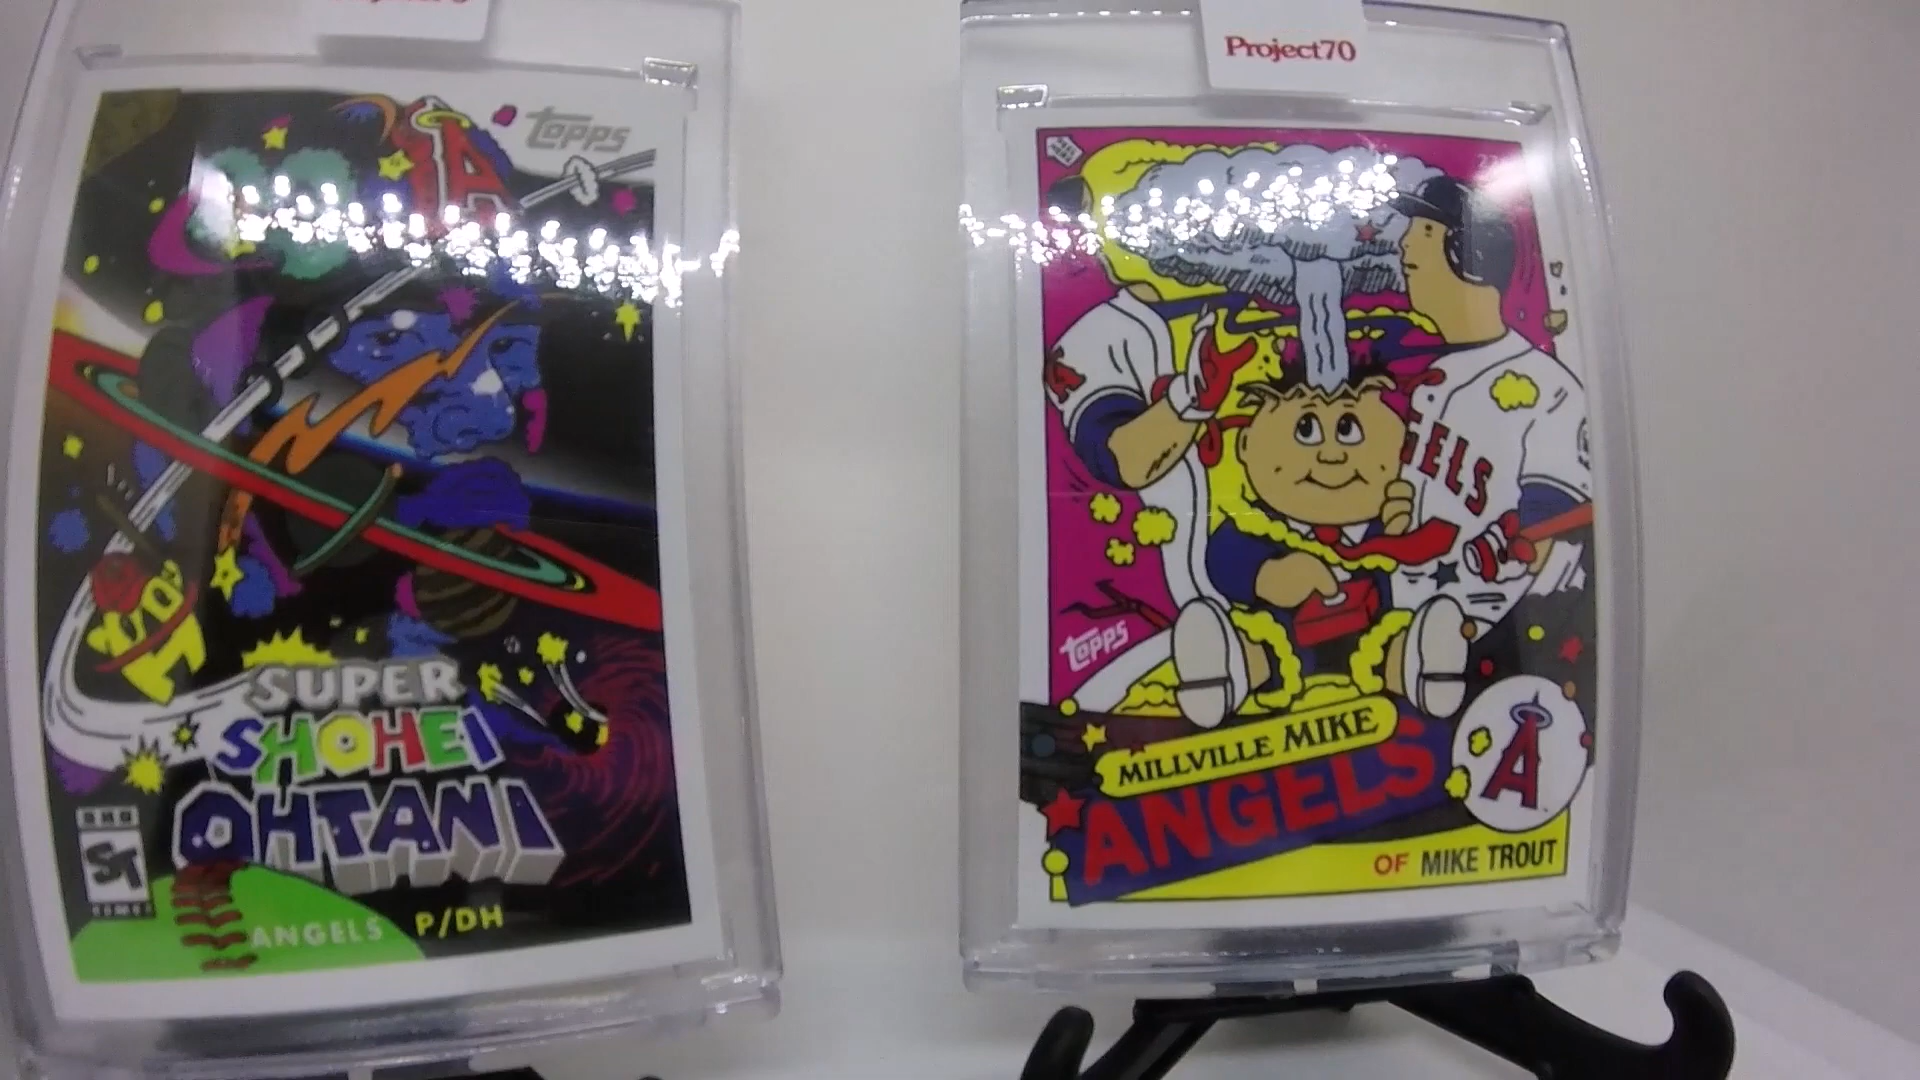 Topps
SUPER
SHOHEI
OHTANI
ST
ANGELS P/DH
Project70
Topps
MILLVILLE MIKE
ANGELS
A
OF MIKE TROUT
GELS
A